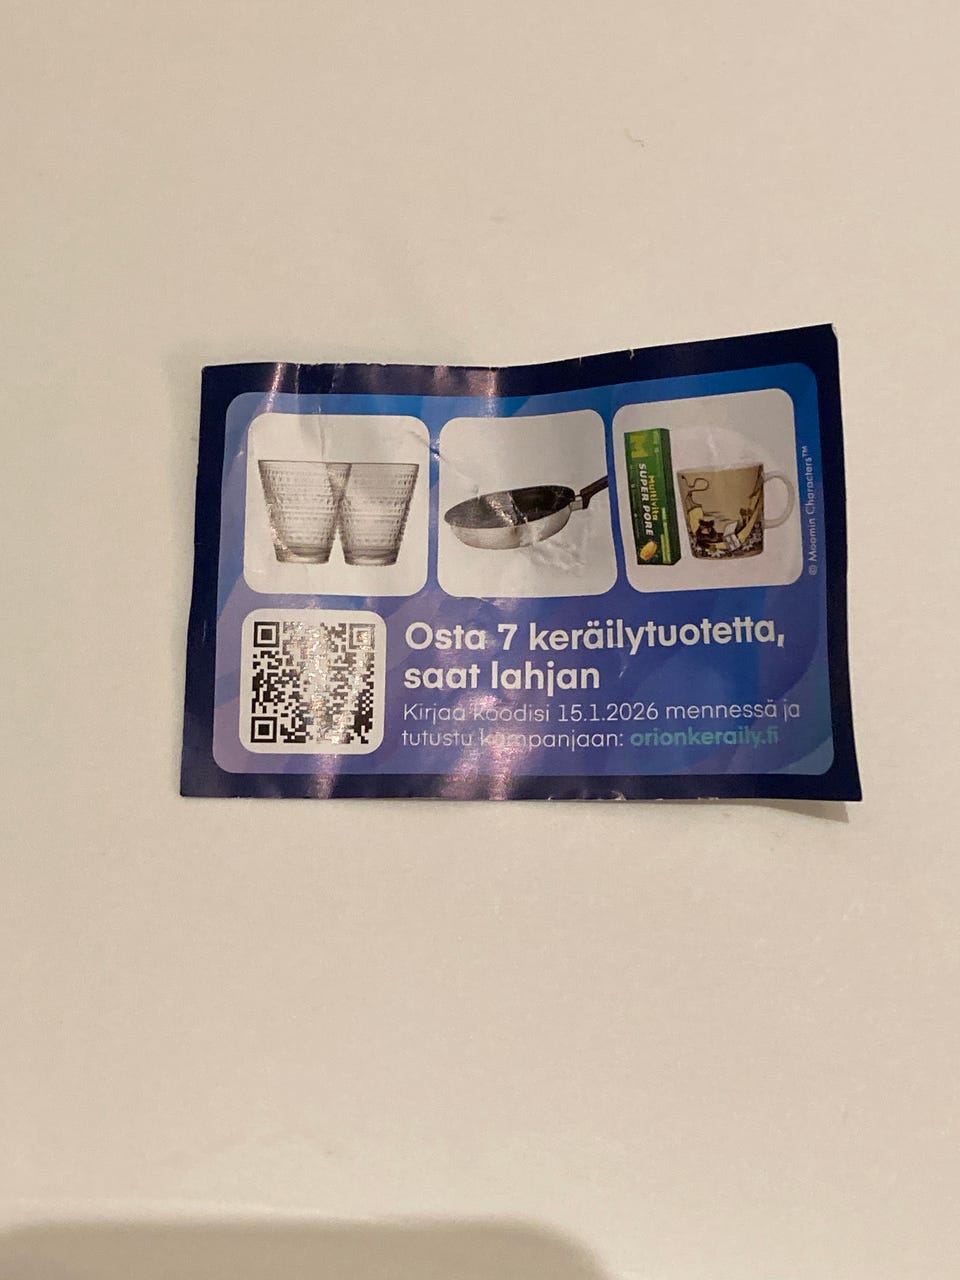 M
Multivita
SUPER PORE
© Moomin Characters™
Osta 7 keräilytuotetta,
saat lahjan
Kirjaa koodisi 15.1.2026 mennessä ja
tutustu kampanjaan: orionkeraily.fi